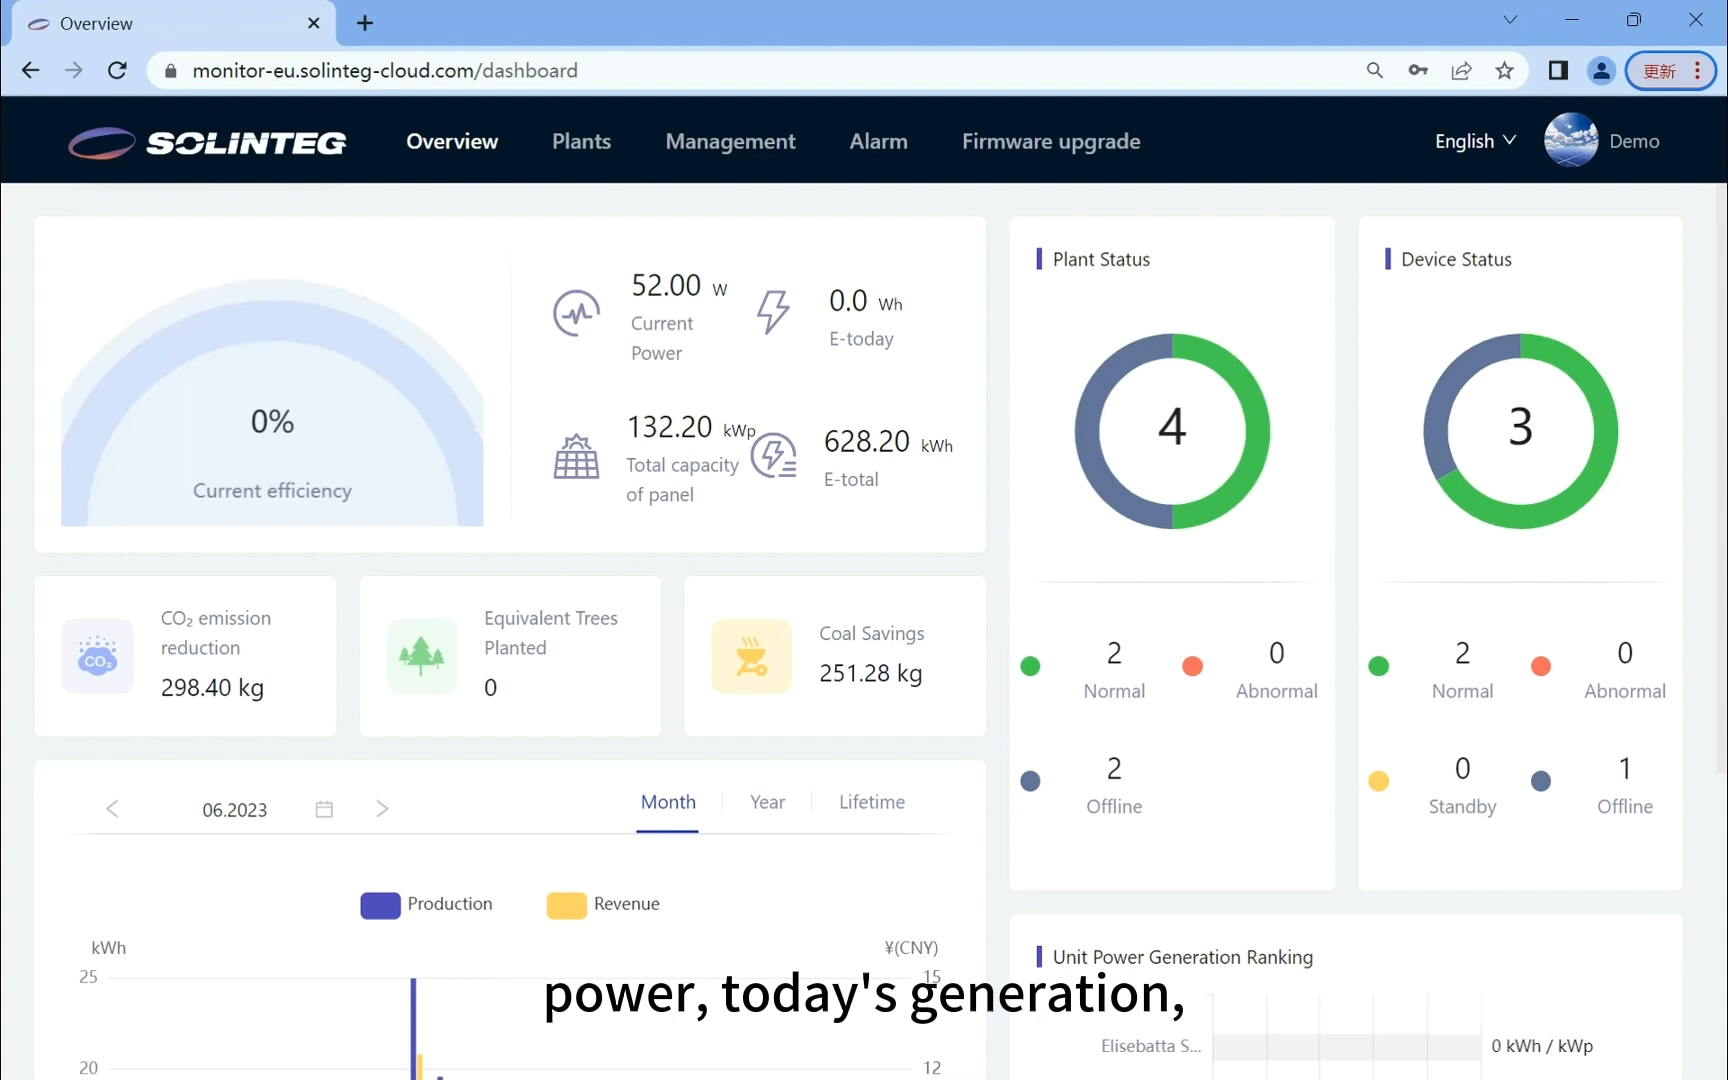 Overview
monitor-eu.solinteg-cloud.com/dashboard
更新
SOLINTEG
Overview
Plants
Management
Alarm
Firmware upgrade
English
Demo
0%
Current efficiency
52.00 W
Current
Power
0.0 Wh
E-today
132.20 kWp
Total capacity
of panel
628.20 kWh
E-total
Plant Status
4
2
Normal
0
Abnormal
2
Offline
Device Status
3
2
Normal
0
Abnormal
0
Standby
1
Offline
CO₂ emission
reduction
298.40 kg
CO₂
Equivalent Trees
Planted
0
Coal Savings
251.28 kg
06.2023
Month
Year
Lifetime
Production
Revenue
kWh
¥(CNY)
25
15
20
12
Unit Power Generation Ranking
Elisebatta S...
0 kWh / kWp
power, today's generation,